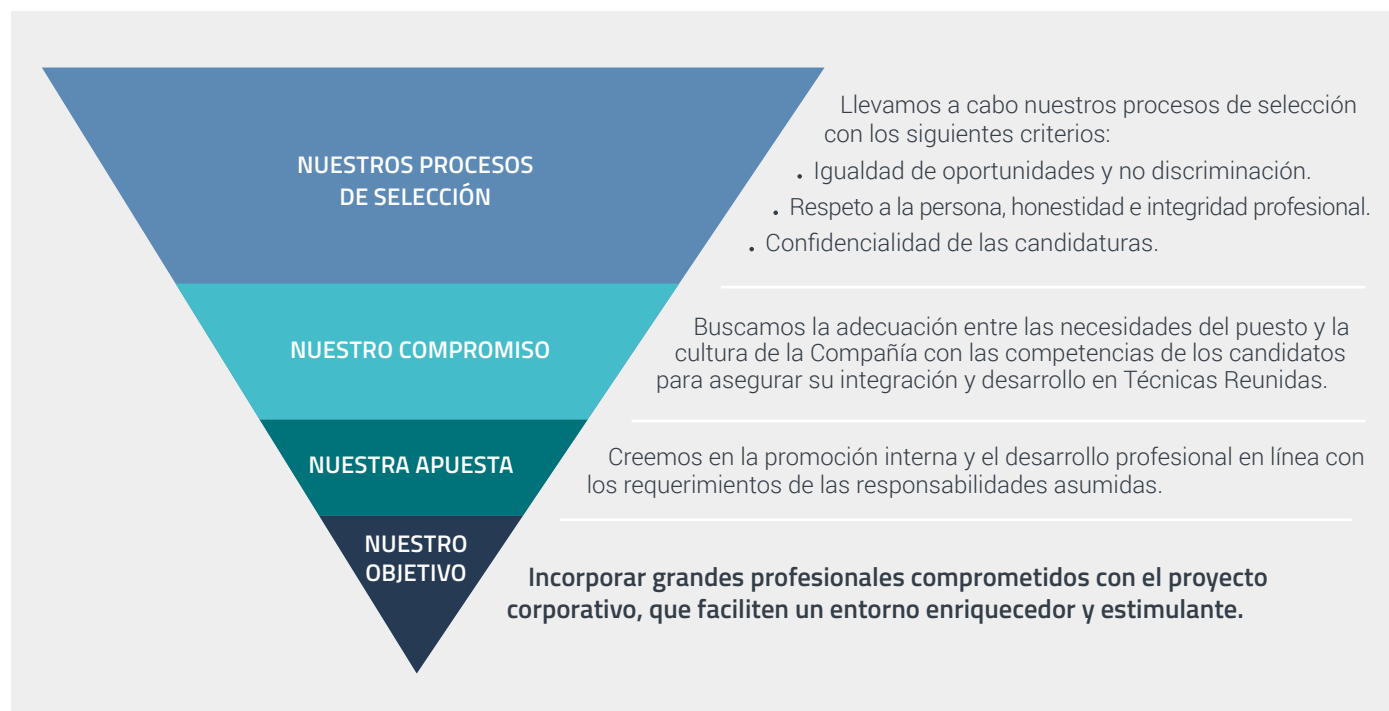 NUESTROS PROCESOS
DE SELECCIÓN
Llevamos a cabo nuestros procesos de selección
con los siguientes criterios:
. Igualdad de oportunidades y no discriminación.
. Respeto a la persona, honestidad e integridad profesional.
. Confidencialidad de las candidaturas.
NUESTRO COMPROMISO
Buscamos la adecuación entre las necesidades del puesto y la
cultura de la Compañía con las competencias de los candidatos
para asegurar su integración y desarrollo en Técnicas Reunidas.
NUESTRA APUESTA
Creemos en la promoción interna y el desarrollo profesional en línea con
los requerimientos de las responsabilidades asumidas.
NUESTRO
OBJETIVO
Incorporar grandes profesionales comprometidos con el proyecto
corporativo, que faciliten un entorno enriquecedor y estimulante.